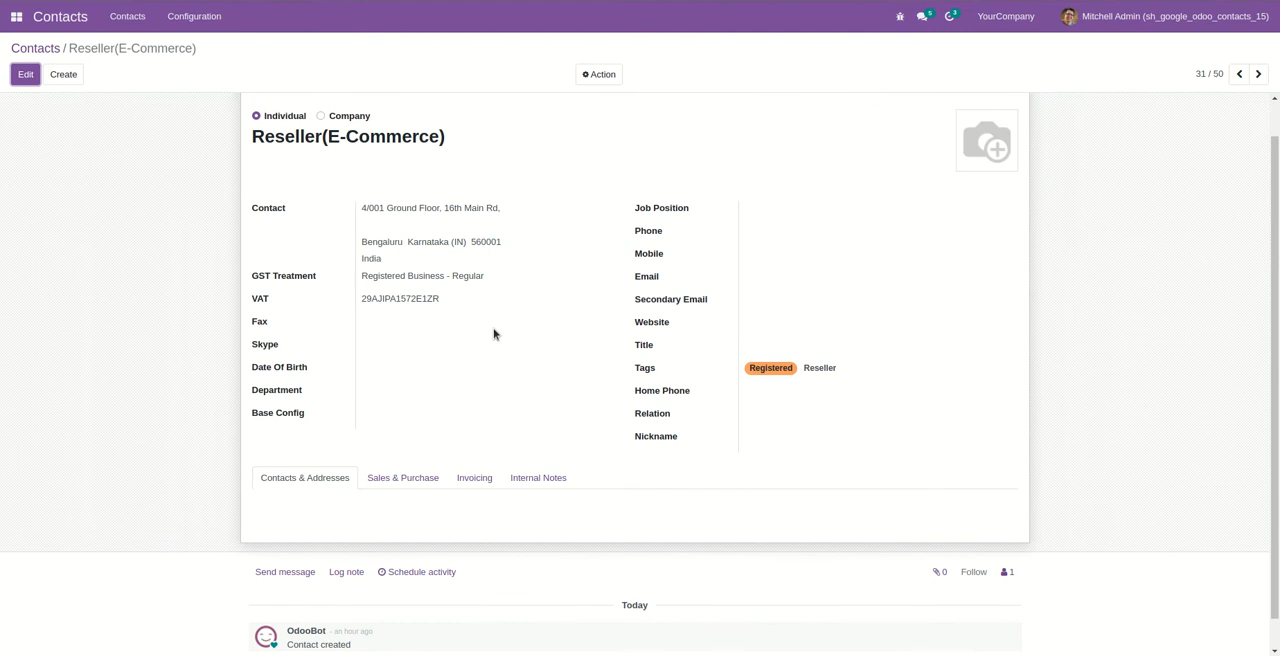 Contacts Contacts Configuration 5 3 YourCompany Mitchell Admin (sh_google_odoo_contacts_15)
Contacts / Reseller(E-Commerce)
Edit Create Action 31 / 50
Individual Company
Reseller(E-Commerce)
Contact 4/001 Ground Floor, 16th Main Rd,
Bengaluru Karnataka (IN) 560001
India
GST Treatment Registered Business - Regular
VAT 29AJIPA1572E1ZR
Fax
Skype
Date Of Birth
Department
Base Config
Job Position
Phone
Mobile
Email
Secondary Email
Website
Title
Tags Registered Reseller
Home Phone
Relation
Nickname
Contacts & Addresses Sales & Purchase Invoicing Internal Notes
Send message Log note Schedule activity 0 Follow 1
Today
OdooBot - an hour ago
Contact created